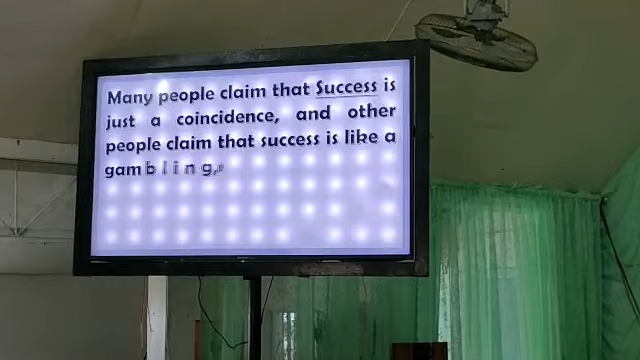 Many people claim that Success is
just a coincidence, and other
people claim that success is like a
gambling,